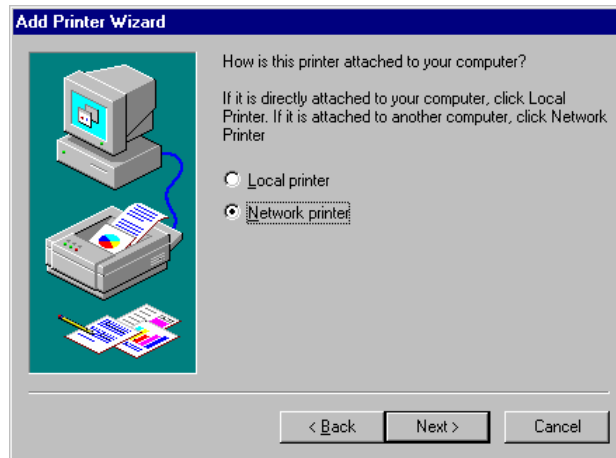 Add Printer Wizard
How is this printer attached to your computer?
If it is directly attached to your computer, click Local
Printer. If it is attached to another computer, click Network
Printer
Local printer
Network printer
< Back
Next >
Cancel